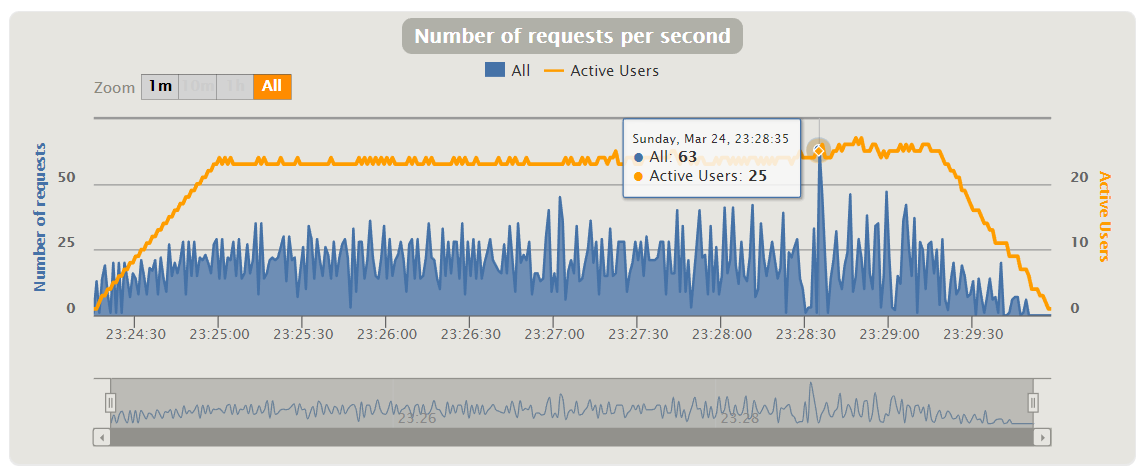 Number of requests per second
All Active Users
Zoom 1m 10m 1h All
Sunday, Mar 24, 23:28:35
All: 63
Active Users: 25
Number of requests
50
25
0
Active Users
20
10
0
23:24:30 23:25:00 23:25:30 23:26:00 23:26:30 23:27:00 23:27:30 23:28:00 23:28:30 23:29:00 23:29:30
23:26 23:28